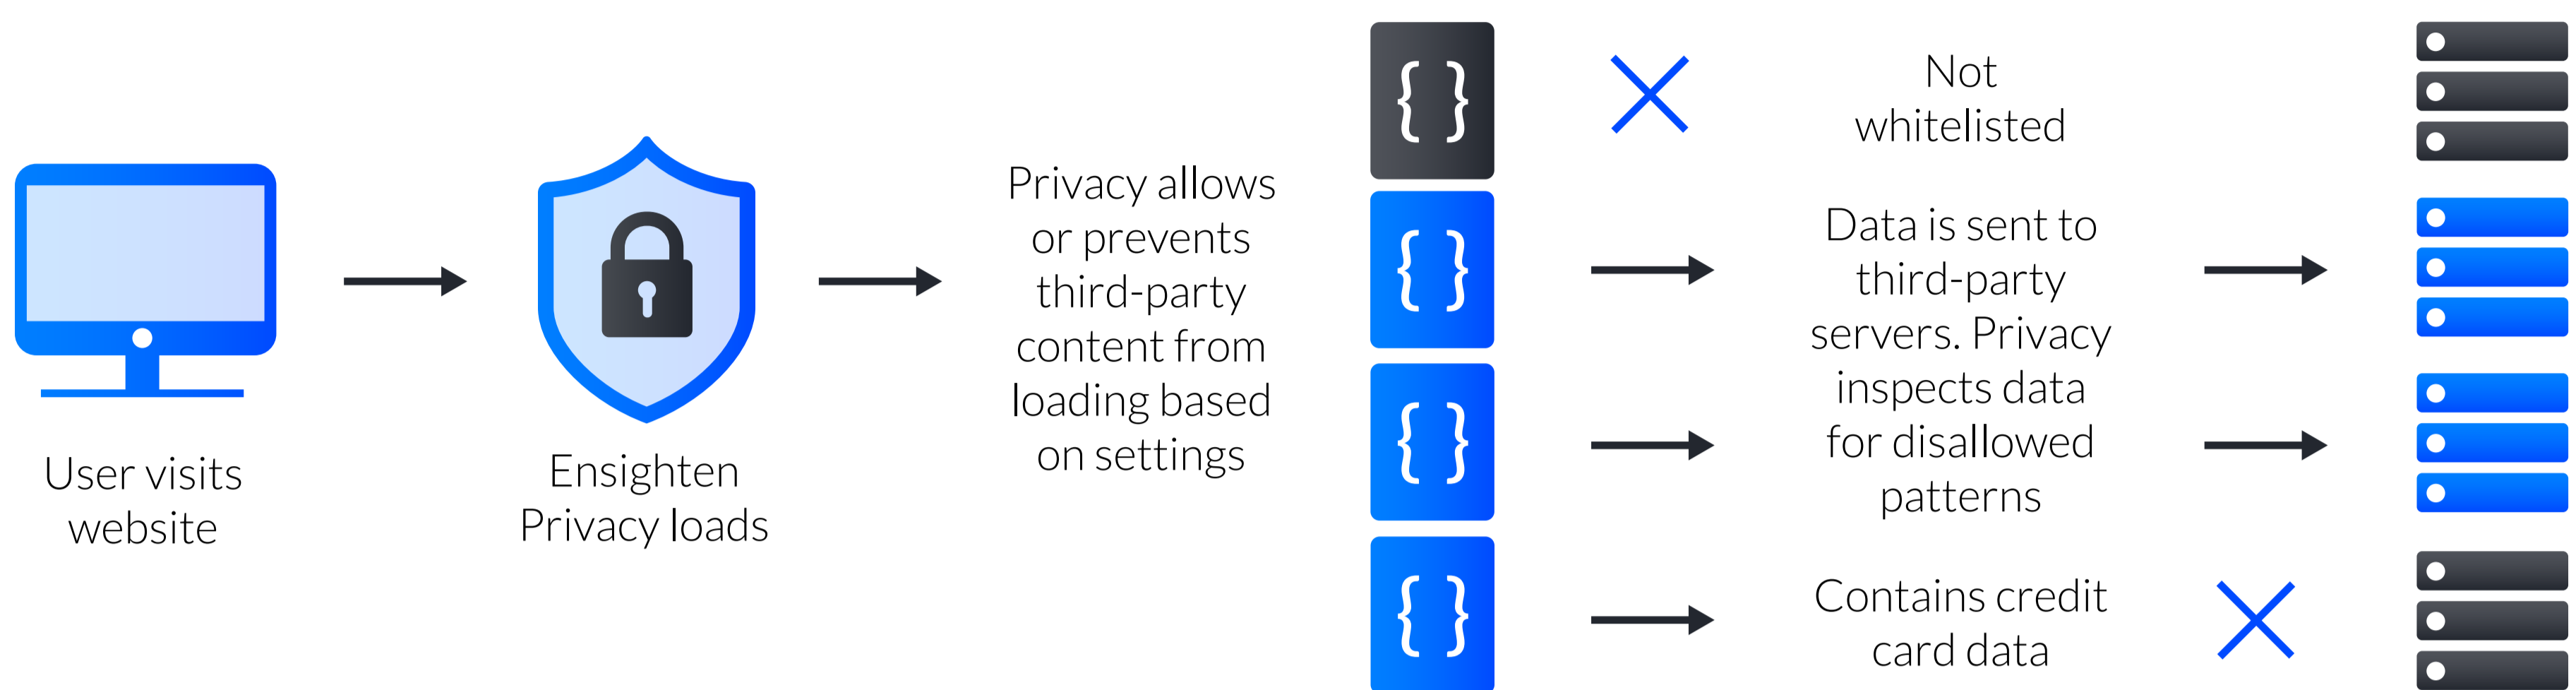 User visits
website
Ensighten
Privacy loads
Privacy allows
or prevents
third-party
content from
loading based
on settings
{ }
{ }
{ }
{ }
Not
whitelisted
Data is sent to
third-party
servers. Privacy
inspects data
for disallowed
patterns
Contains credit
card data